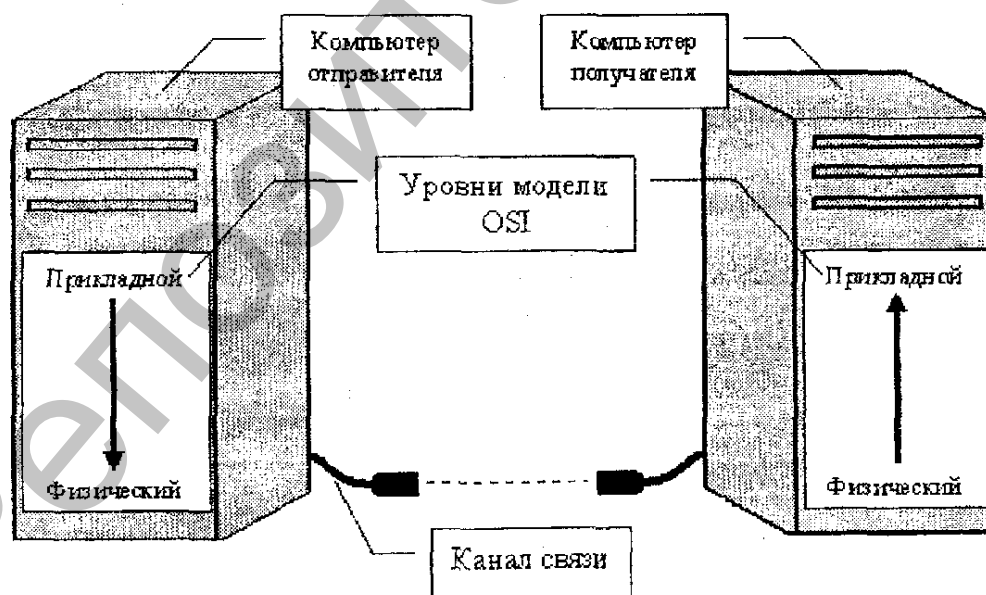 Компьютер
отправителя
Компьютер
получателя
Уровни модели
OSI
Прикладной
Физический
Прикладной
Физический
Канал связи